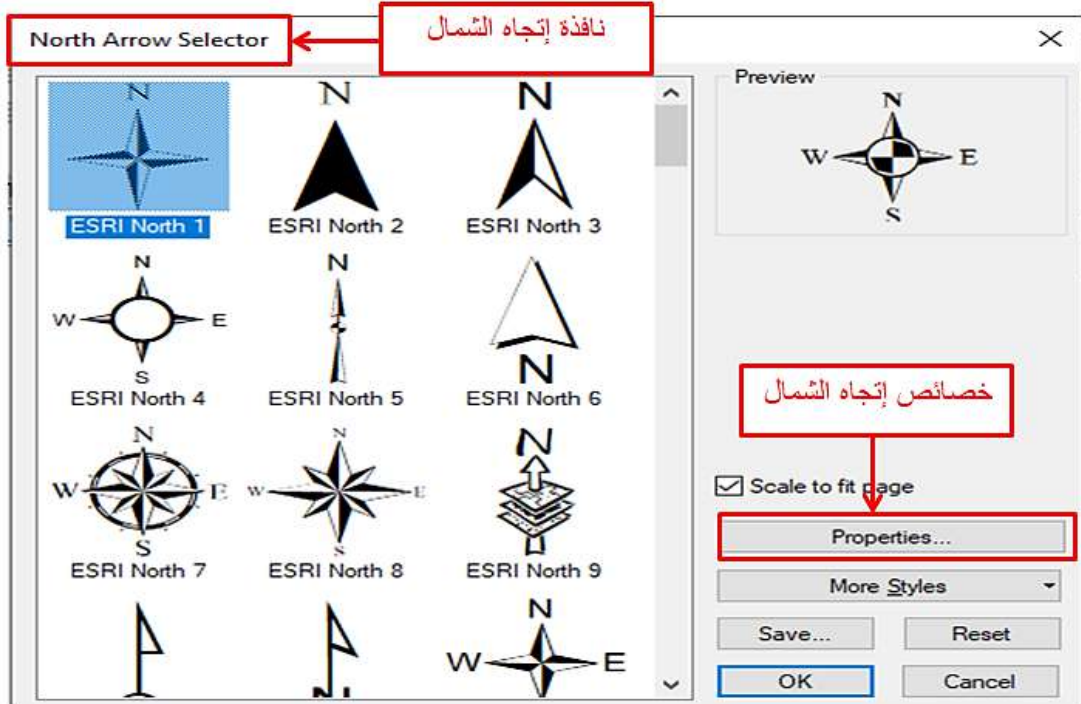 North Arrow Selector
نافذة إتجاه الشمال
Preview
N
W E
S
N
ESRI North 1
N
ESRI North 2
N
ESRI North 3
N
W E
S
ESRI North 4
N
ESRI North 5
N
ESRI North 6
N
W E
S
ESRI North 7
N
W E
S
ESRI North 8
N
ESRI North 9
N
N
W E
خصائص إتجاه الشمال
Scale to fit page
Properties...
More Styles
Save... Reset
OK Cancel